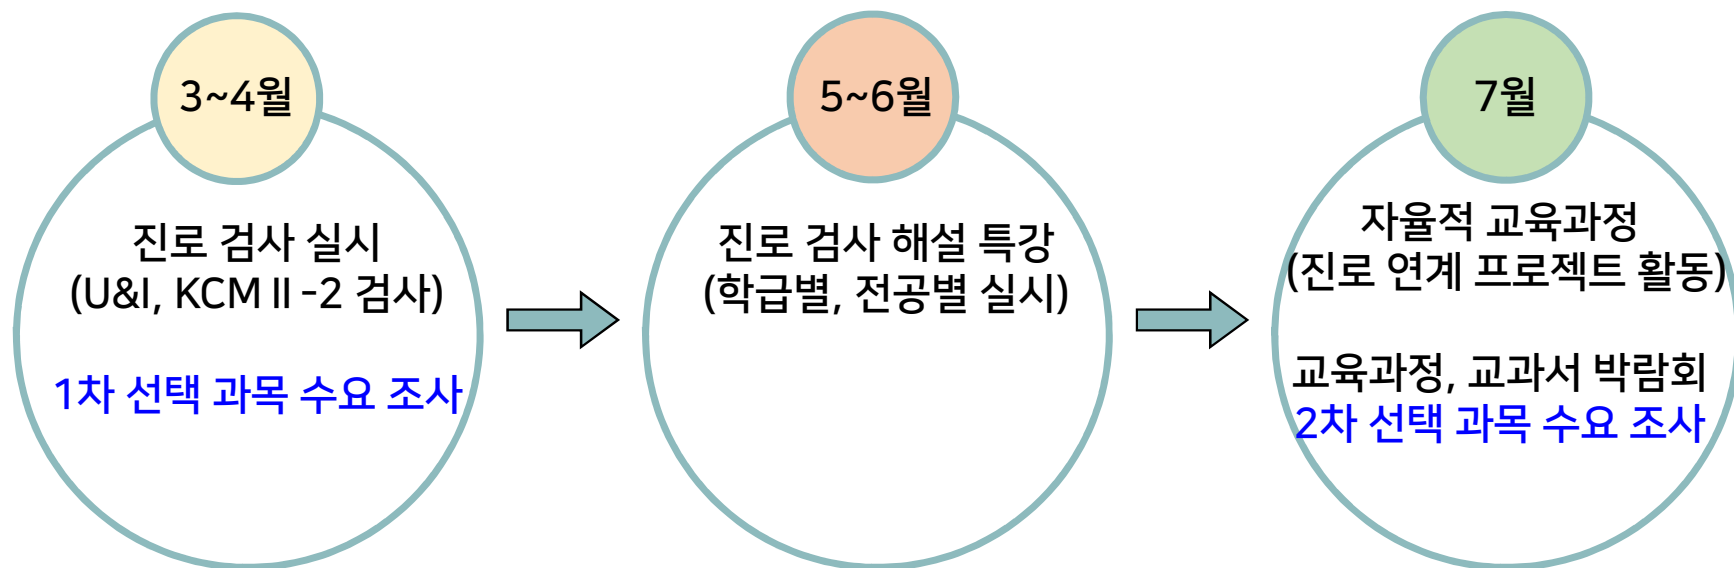 3~4월
진로 검사 실시
(U&I, KCMⅡ-2 검사)
1차 선택 과목 수요 조사
5~6월
진로 검사 해설 특강
(학급별, 전공별 실시)
7월
자율적 교육과정
(진로 연계 프로젝트 활동)
교육과정, 교과서 박람회
2차 선택 과목 수요 조사